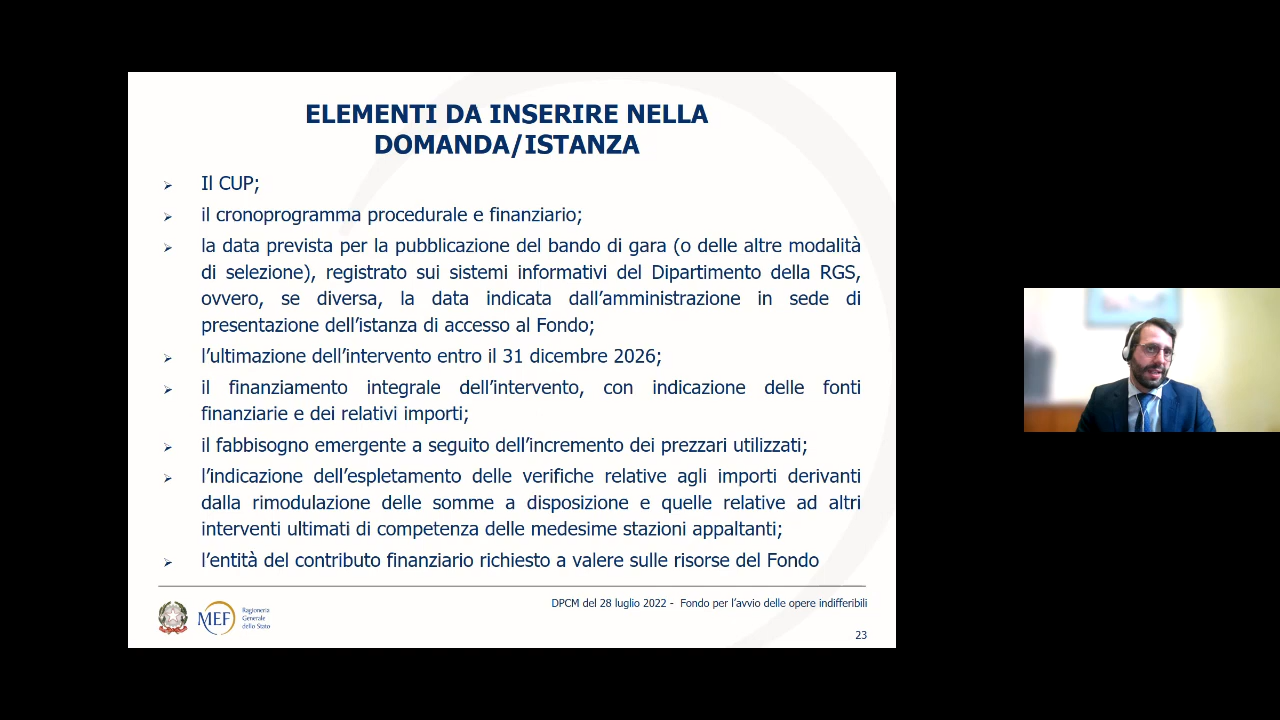 ELEMENTI DA INSERIRE NELLA
DOMANDA/ISTANZA
➢ Il CUP;
➢ il cronoprogramma procedurale e finanziario;
➢ la data prevista per la pubblicazione del bando di gara (o delle altre modalità
di selezione), registrato sui sistemi informativi del Dipartimento della RGS,
ovvero, se diversa, la data indicata dall’amministrazione in sede di
presentazione dell’istanza di accesso al Fondo;
➢ l’ultimazione dell’intervento entro il 31 dicembre 2026;
➢ il finanziamento integrale dell’intervento, con indicazione delle fonti
finanziarie e dei relativi importi;
➢ il fabbisogno emergente a seguito dell’incremento dei prezzari utilizzati;
➢ l’indicazione dell’espletamento delle verifiche relative agli importi derivanti
dalla rimodulazione delle somme a disposizione e quelle relative ad altri
interventi ultimati di competenza delle medesime stazioni appaltanti;
➢ l’entità del contributo finanziario richiesto a valere sulle risorse del Fondo
DPCM del 28 luglio 2022 - Fondo per l’avvio delle opere indifferibili
MEF
Ragioneria
Generale
dello Stato
23